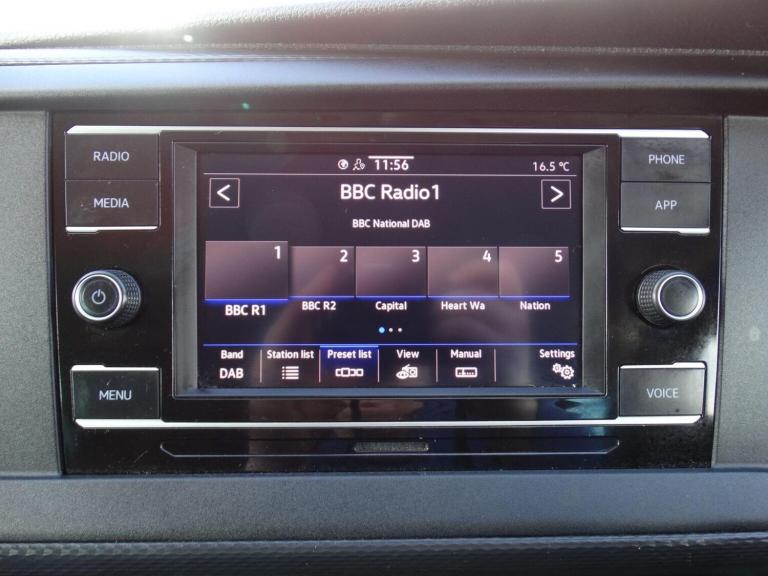 RADIO
MEDIA
MENU
PHONE
APP
VOICE
11:56
16.5 °C
<
BBC Radio1
>
BBC National DAB
1 2 3 4 5
BBC R1 BBC R2 Capital Heart Wa Nation
Band Station list Preset list View Manual Settings
DAB